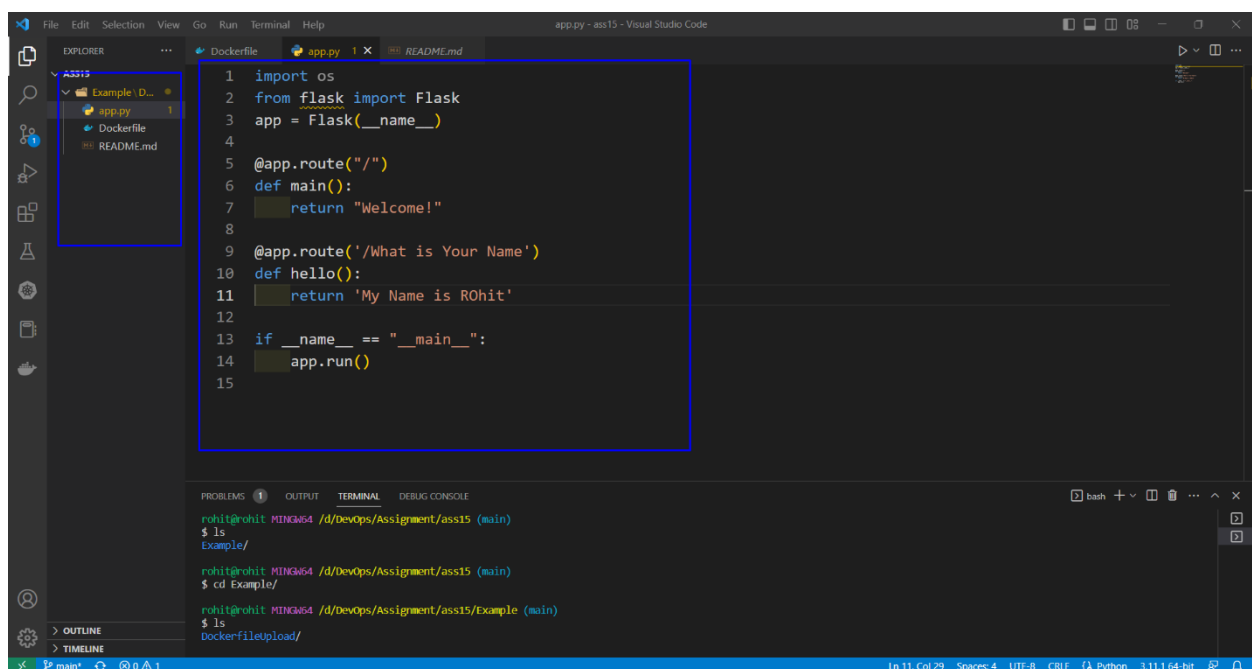 File Edit Selection View Go Run Terminal Help app.py - ass15 - Visual Studio Code
EXPLORER ...
ASS15
Example \ D...
app.py 1
Dockerfile
README.md
OUTLINE
TIMELINE
Dockerfile app.py 1 README.md
1 import os
2 from flask import Flask
3 app = Flask(__name__)
4
5 @app.route("/")
6 def main():
7 return "Welcome!"
8
9 @app.route('/What is Your Name')
10 def hello():
11 return 'My Name is ROhit'
12
13 if __name__ == "__main__":
14 app.run()
15
PROBLEMS 1 OUTPUT TERMINAL DEBUG CONSOLE bash
rohit@rohit MINGW64 /d/DevOps/Assignment/ass15 (main)
$ ls
Example/
rohit@rohit MINGW64 /d/DevOps/Assignment/ass15 (main)
$ cd Example/
rohit@rohit MINGW64 /d/DevOps/Assignment/ass15/Example (main)
$ ls
DockerfileUpload/
main* 0 1 Ln 11, Col 29 Spaces: 4 UTF-8 CRLF Python 3.11.1 64-bit